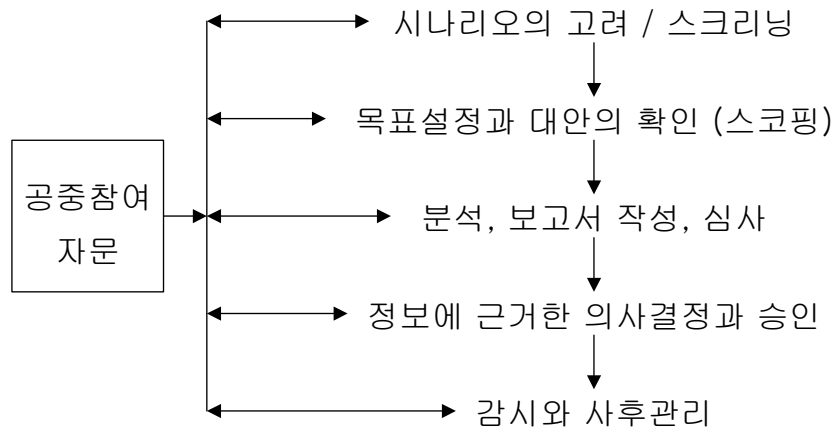 시나리오의 고려 / 스크리닝
목표설정과 대안의 확인 (스코핑)
공중참여
자문
분석, 보고서 작성, 심사
정보에 근거한 의사결정과 승인
감시와 사후관리